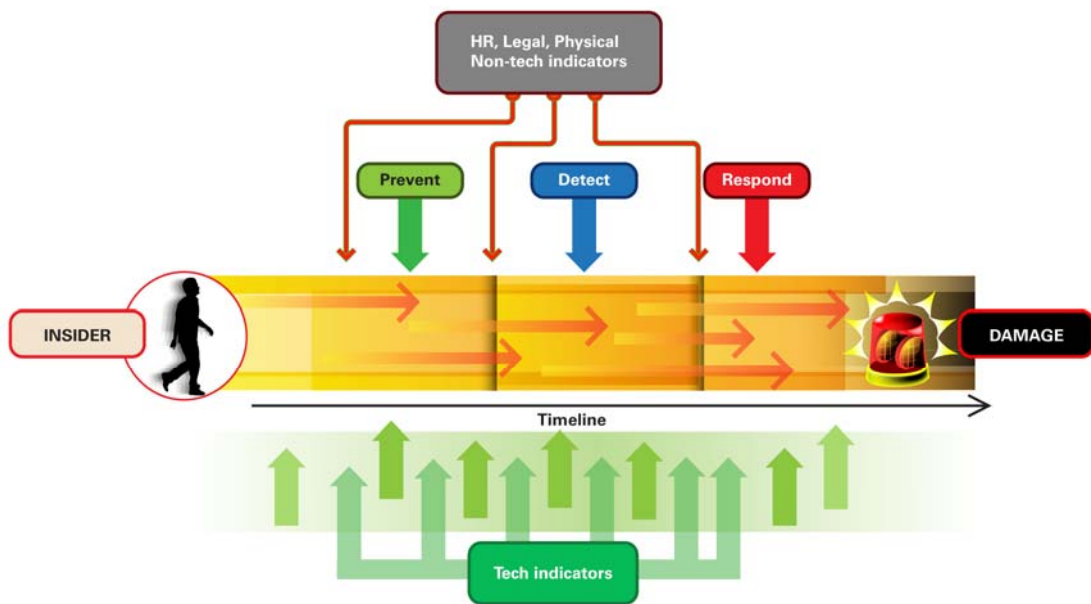 HR, Legal, Physical
Non-tech indicators
Prevent
Detect
Respond
INSIDER
DAMAGE
Timeline
Tech indicators